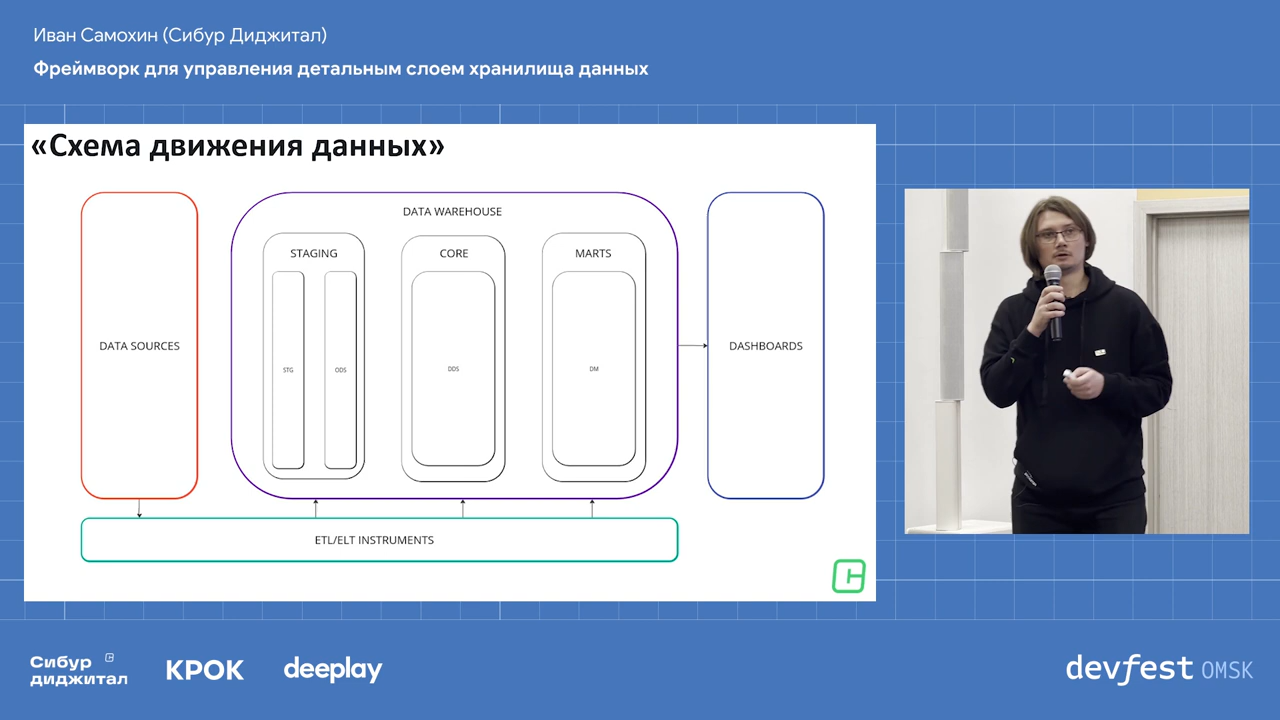 Иван Самохин (Сибур Диджитал)
Фреймворк для управления детальным слоем хранилища данных
«Схема движения данных»
DATA SOURCES
DATA WAREHOUSE
STAGING
STG
ODS
CORE
DDS
MARTS
DM
DASHBOARDS
ETL/ELT INSTRUMENTS
Сибур
диджитал
КРОК
deeplay
devfest OMSK